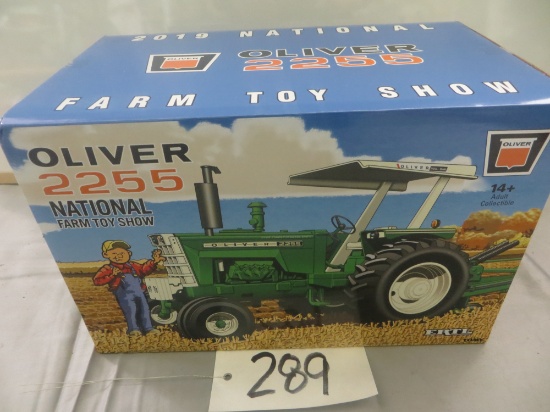 2019 NATIONAL
OLIVER
2255
FARM TOY SHOW
OLIVER
2255
NATIONAL
FARM TOY SHOW
14+
Adult
Collectible
OLIVER 2255
ERTL
289